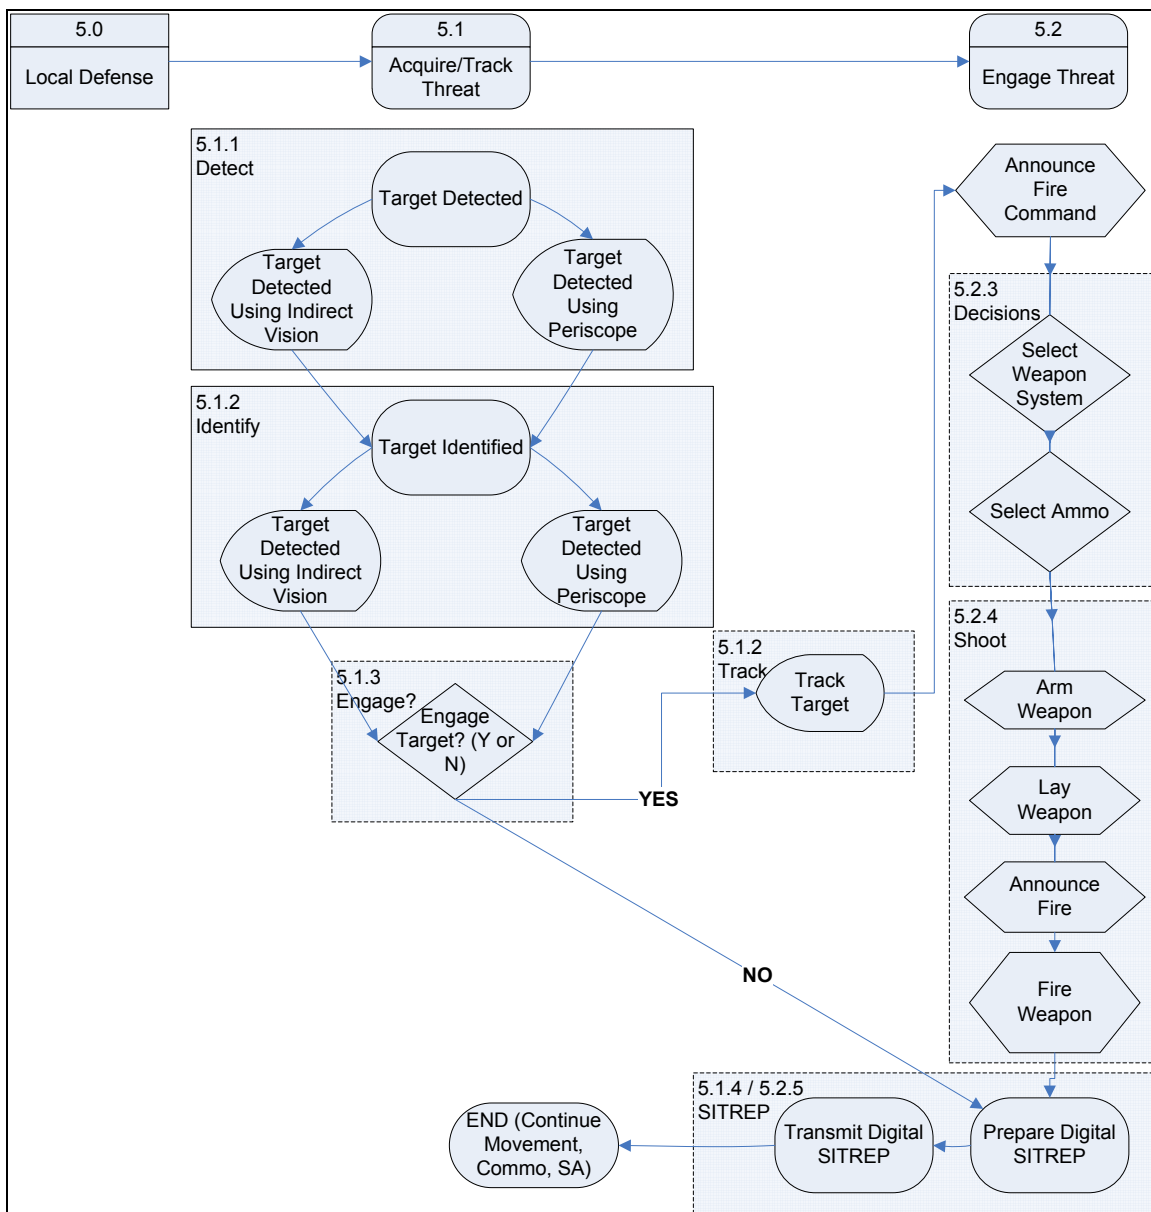 5.0
Local Defense
5.1
Acquire/Track
Threat
5.2
Engage Threat
5.1.1
Detect
Target Detected
Target
Detected
Using Indirect
Vision
Target
Detected
Using
Periscope
5.1.2
Identify
Target Identified
Target
Detected
Using Indirect
Vision
Target
Detected
Using
Periscope
5.1.3
Engage?
Engage
Target? (Y or
N)
YES
NO
5.1.2
Track
Track
Target
Announce
Fire
Command
5.2.3
Decisions
Select
Weapon
System
Select Ammo
5.2.4
Shoot
Arm
Weapon
Lay
Weapon
Announce
Fire
Fire
Weapon
5.1.4 / 5.2.5
SITREP
Prepare Digital
SITREP
Transmit Digital
SITREP
END (Continue
Movement,
Commo, SA)